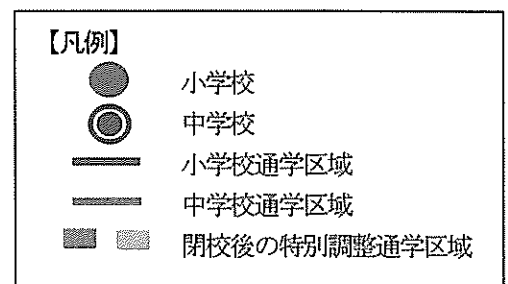 【凡例】
小学校
中学校
小学校通学区域
中学校通学区域
閉校後の特別調整通学区域